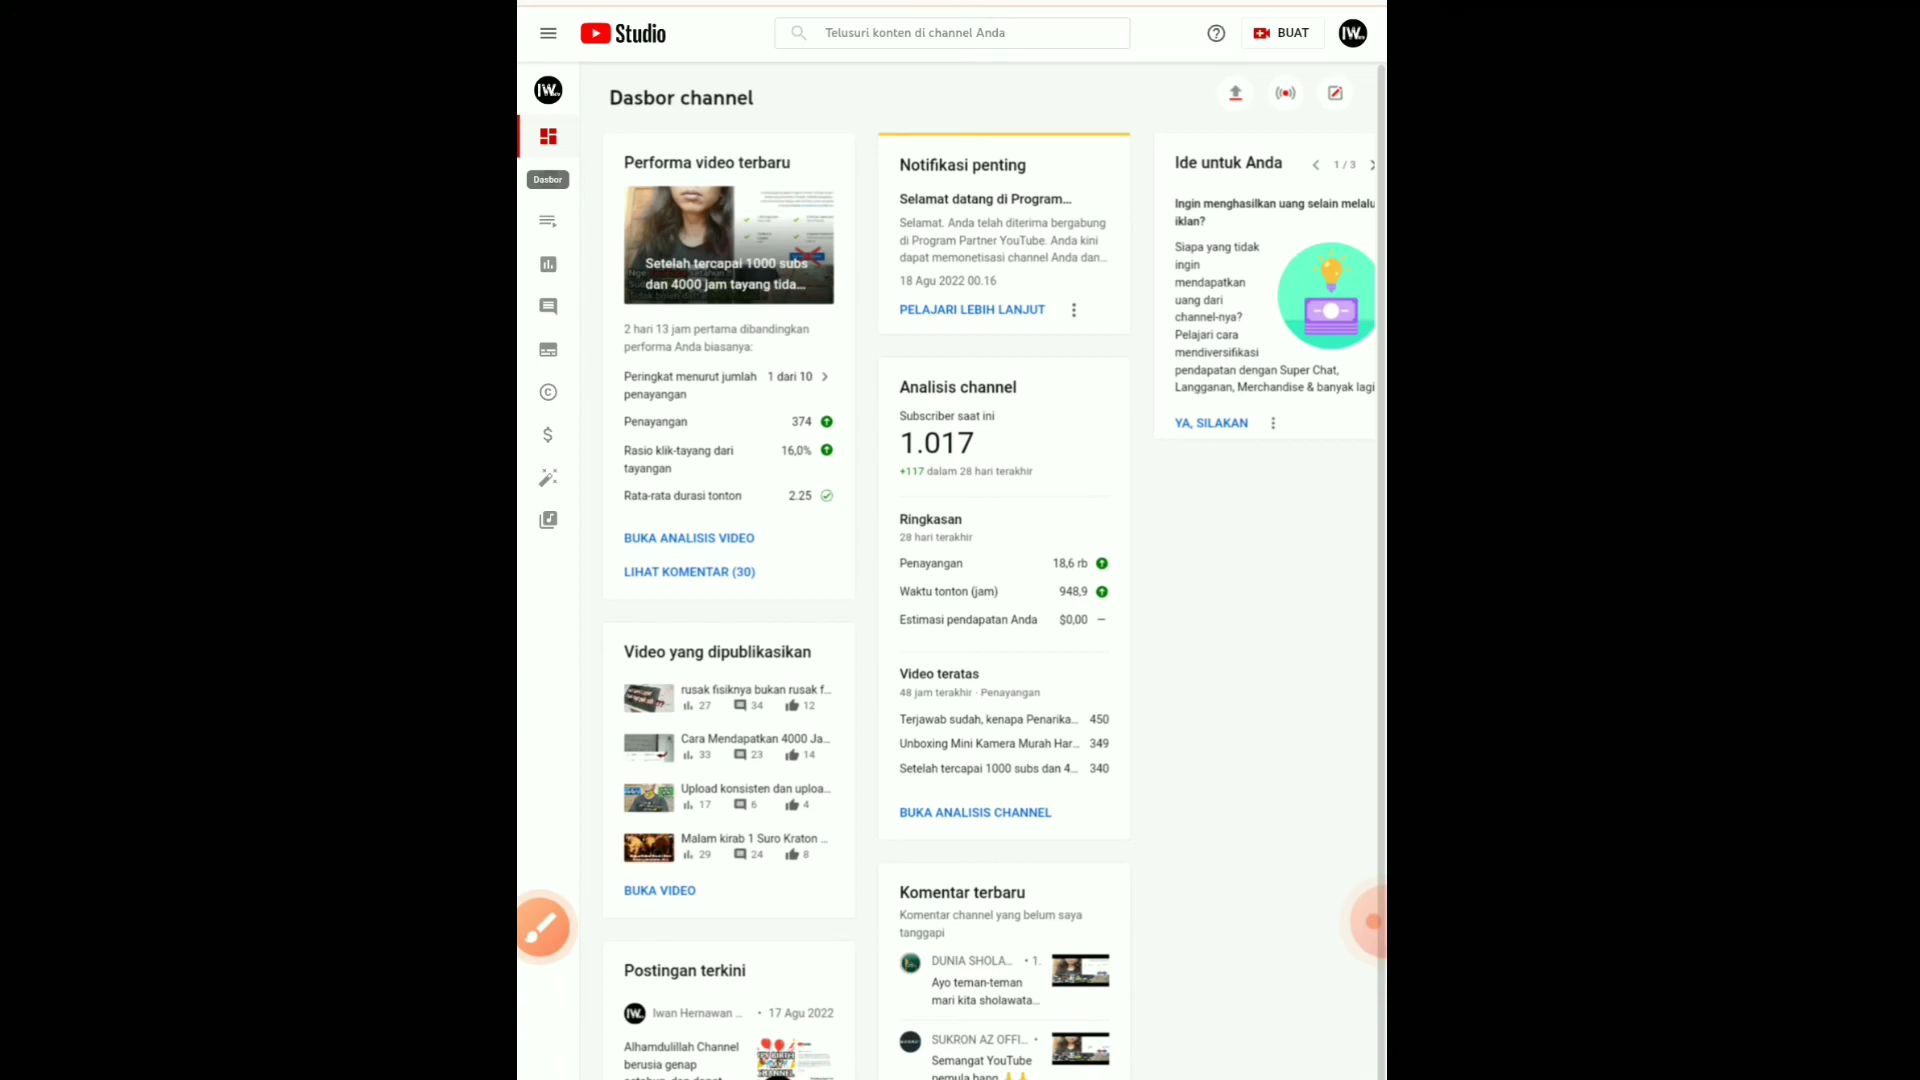 Studio
Telusuri konten di channel Anda
BUAT
IW
IW
Dasbor channel
Dasbor
Performa video terbaru
Setelah tercapai 1000 subs
dan 4000 jam tayang tida...
2 hari 13 jam pertama dibandingkan
performa Anda biasanya:
Peringkat menurut jumlah
penayangan
1 dari 10
Penayangan 374
Rasio klik-tayang dari
tayangan
16,0%
Rata-rata durasi tonton 2.25
BUKA ANALISIS VIDEO
LIHAT KOMENTAR (30)
Video yang dipublikasikan
rusak fisiknya bukan rusak f...
27 34 12
Cara Mendapatkan 4000 Ja...
33 23 14
Upload konsisten dan uploa...
17 6 4
Malam kirab 1 Suro Kraton ...
29 24 8
BUKA VIDEO
Postingan terkini
IW
Iwan Hernawan ... • 17 Agu 2022
Alhamdulillah Channel
berusia genap
Notifikasi penting
Selamat datang di Program...
Selamat. Anda telah diterima bergabung
di Program Partner YouTube. Anda kini
dapat memonetisasi channel Anda dan...
18 Agu 2022 00.16
PELAJARI LEBIH LANJUT
Analisis channel
Subscriber saat ini
1.017
+117 dalam 28 hari terakhir
Ringkasan
28 hari terakhir
Penayangan 18,6 rb
Waktu tonton (jam) 948,9
Estimasi pendapatan Anda $0,00 —
Video teratas
48 jam terakhir · Penayangan
Terjawab sudah, kenapa Penarika... 450
Unboxing Mini Kamera Murah Har... 349
Setelah tercapai 1000 subs dan 4... 340
BUKA ANALISIS CHANNEL
Komentar terbaru
Komentar channel yang belum saya
tanggapi
DUNIA SHOLA... • 1.
Ayo teman-teman
mari kita sholawata...
SUKRON AZ OFFI... •
Semangat YouTube
pemula bang
Ide untuk Anda
1 / 3
Ingin menghasilkan uang selain melalu
iklan?
Siapa yang tidak
ingin
mendapatkan
uang dari
channel-nya?
Pelajari cara
mendiversifikasi
pendapatan dengan Super Chat,
Langganan, Merchandise & banyak lagi
YA, SILAKAN